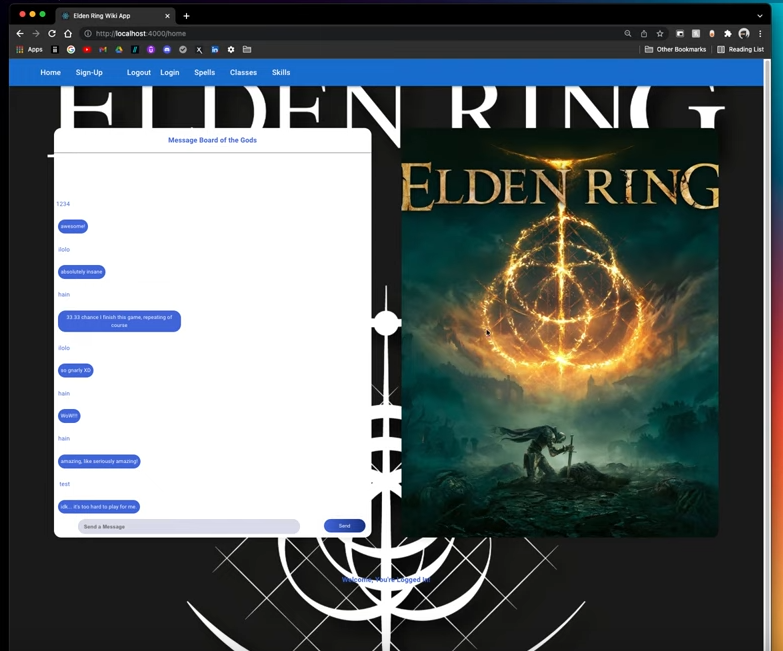 Elden Ring Wiki App
http://localhost:4000/home
Apps
Other Bookmarks
Reading List
Home
Sign-Up
Logout
Login
Spells
Classes
Skills
ELDEN RING
Message Board of the Gods
1234
awesome!
ilolo
absolutely insane
hain
33.33 chance I finish this game, repeating of
course
ilolo
so gnarly XD
hain
WoW!!!
hain
amazing, like seriously amazing!
test
idk... it's too hard to play for me.
Send a Message
Send
ELDEN RING
Welcome, You're Logged In!